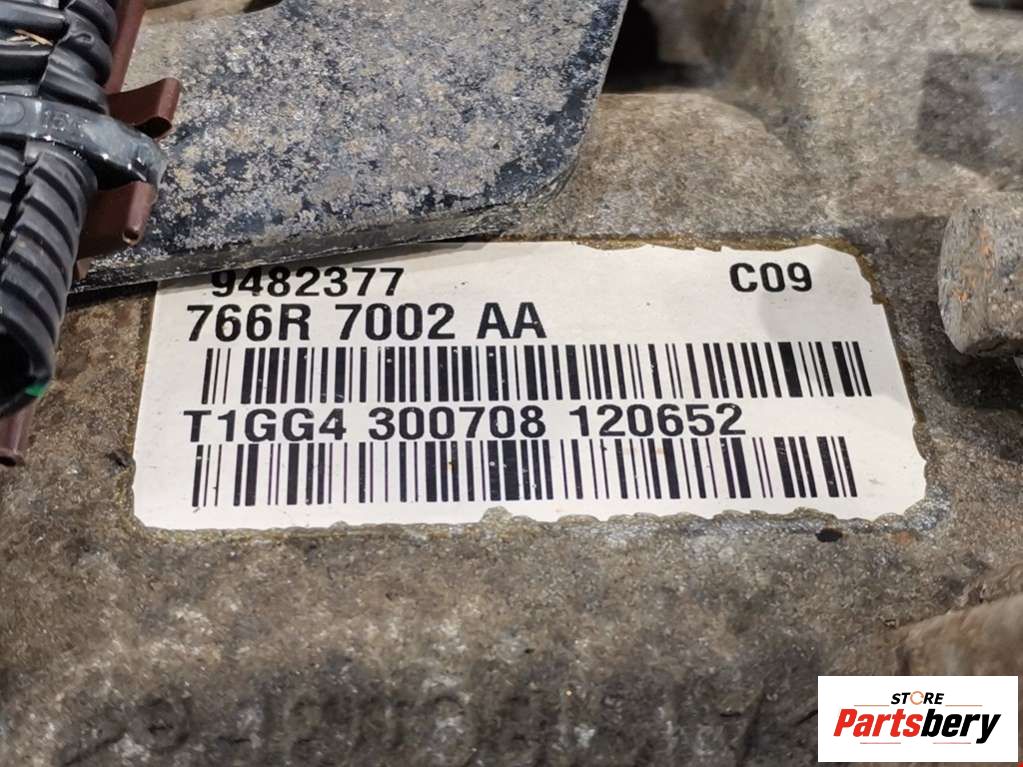 9482377 C09
766R 7002 AA
T1GG4 300708 120652
STORE
Partsbery